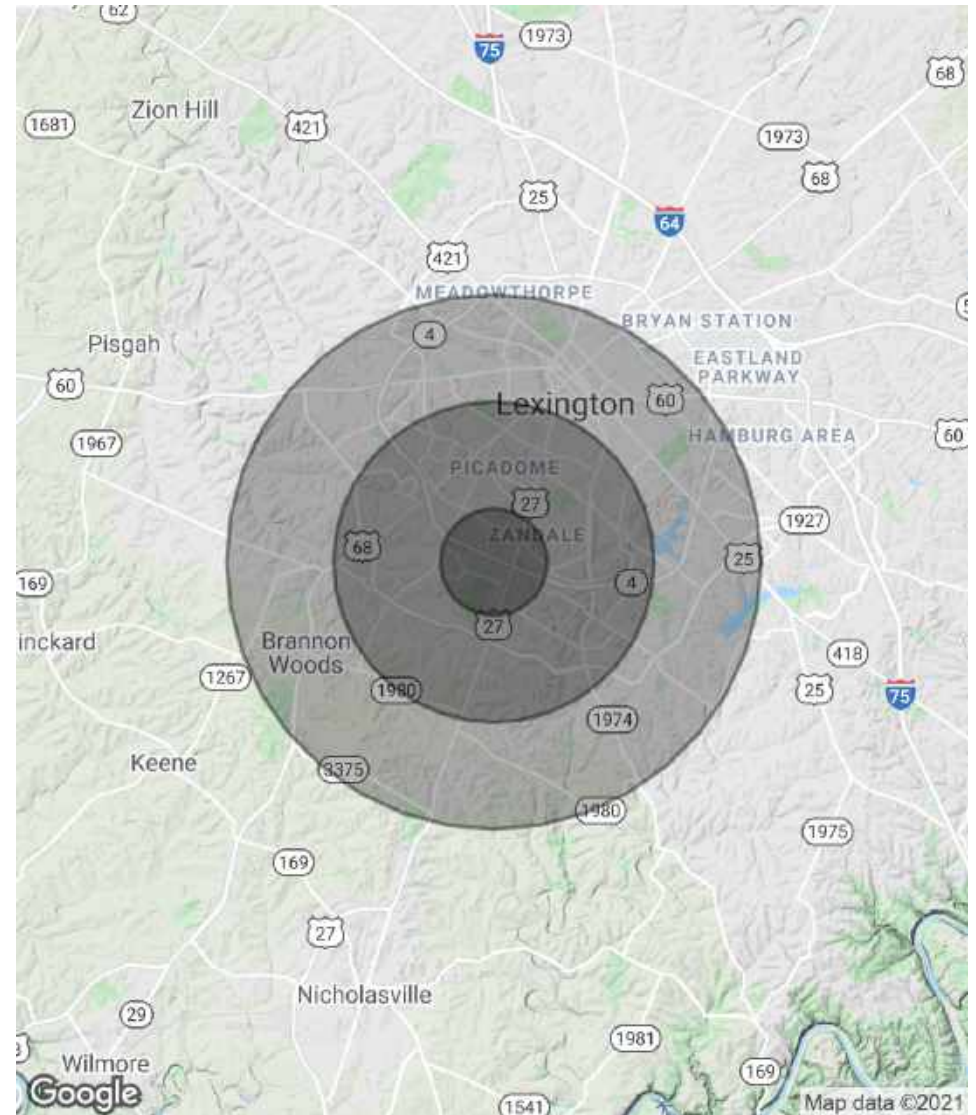 62
75
1973
68
Zion Hill
1681
421
1973
68
25
64
421
MEADOWTHORPE
4
BRYAN STATION
Pisgah
EASTLAND
PARKWAY
60
Lexington
60
1967
HAMBURG AREA
60
PICADOME
27
1927
68
ZANDALE
25
169
4
27
inckard
Brannon
Woods
418
1267
1980
25
75
1974
Keene
3375
1980
1975
169
27
Nicholasville
29
1981
Wilmore
169
Google
1541
Map data ©2021